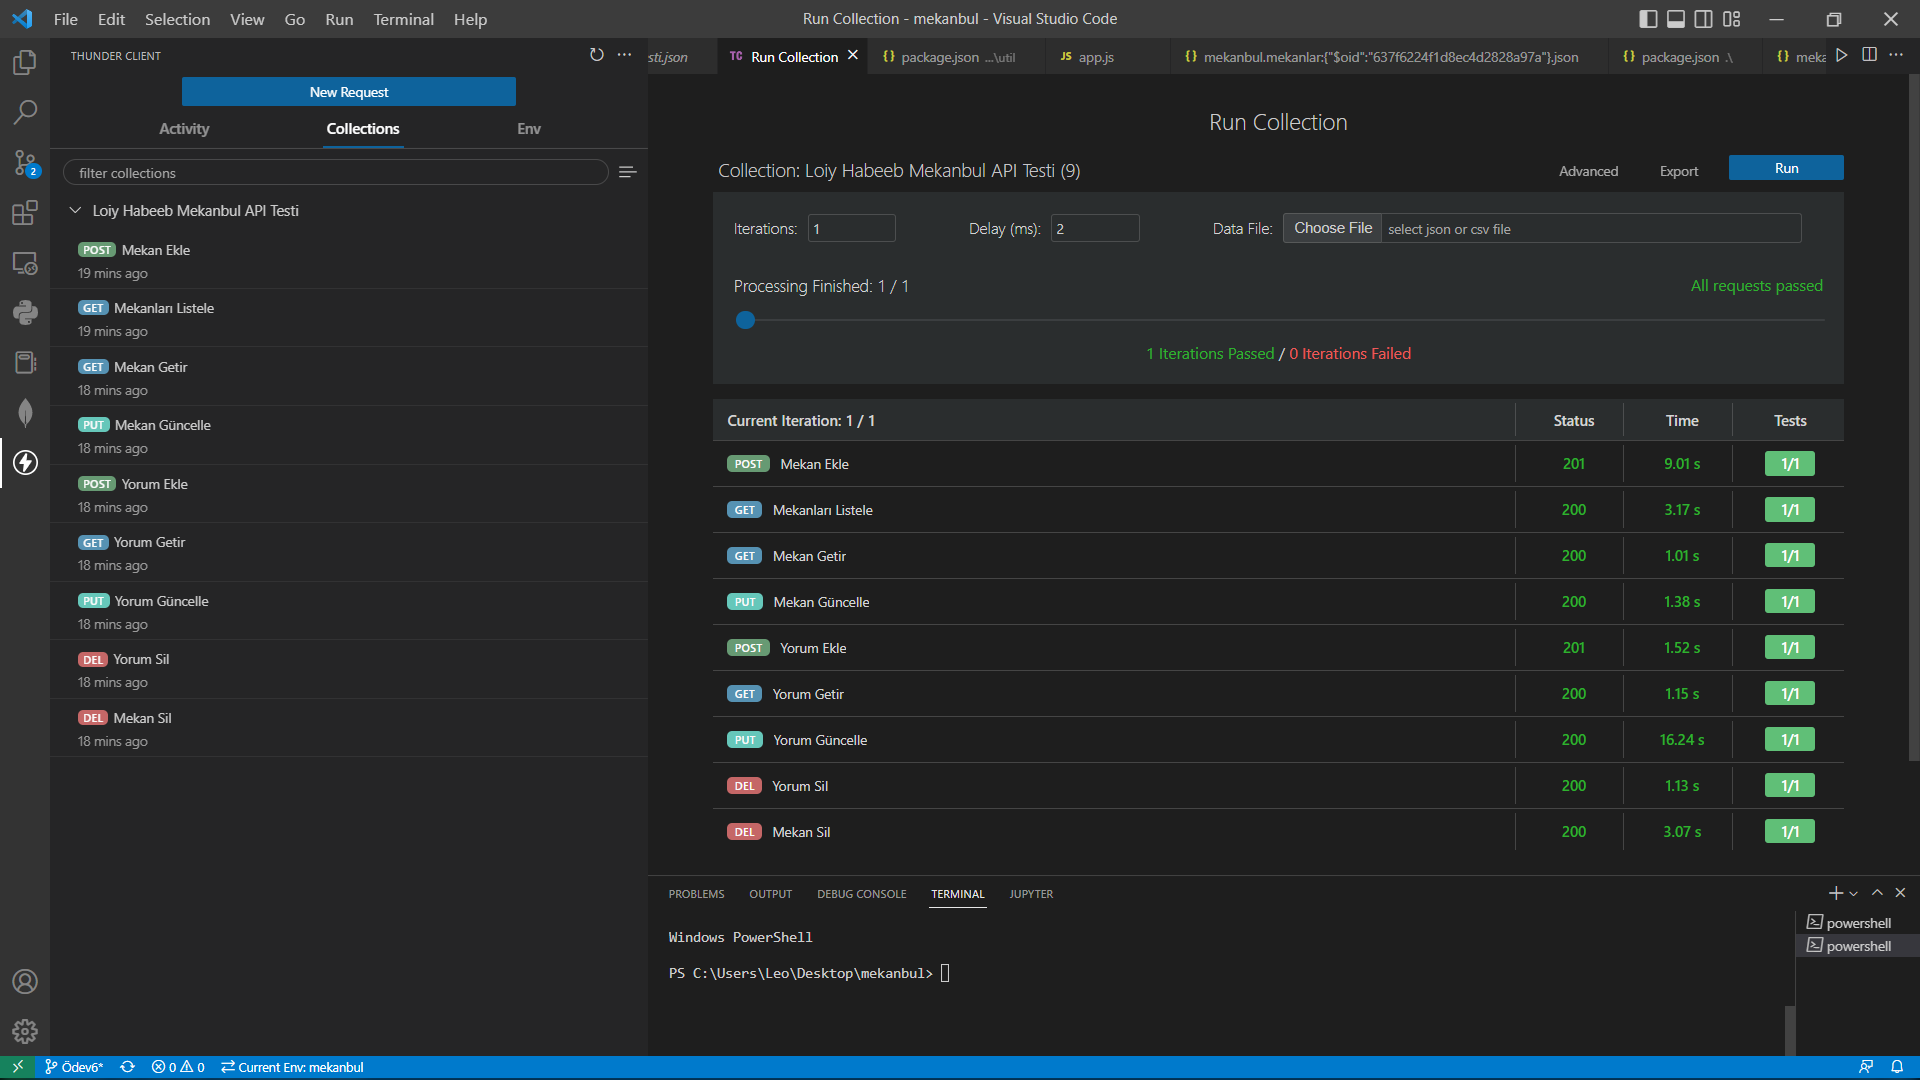 File Edit Selection View Go Run Terminal Help
Run Collection - mekanbul - Visual Studio Code
THUNDER CLIENT
sti.json
TC Run Collection
{} package.json ...\util
JS app.js
{} mekanbul.mekanlar:{"$oid":"637f6224f1d8ec4d2828a97a"}.json
{} package.json .\
{} meka
New Request
Activity Collections Env
filter collections
2
Loiy Habeeb Mekanbul API Testi
POST Mekan Ekle
19 mins ago
GET Mekanları Listele
19 mins ago
GET Mekan Getir
18 mins ago
PUT Mekan Güncelle
18 mins ago
POST Yorum Ekle
18 mins ago
GET Yorum Getir
18 mins ago
PUT Yorum Güncelle
18 mins ago
DEL Yorum Sil
18 mins ago
DEL Mekan Sil
18 mins ago
Run Collection
Collection: Loiy Habeeb Mekanbul API Testi (9)
Advanced Export Run
Iterations: 1 Delay (ms): 2 Data File: Choose File select json or csv file
Processing Finished: 1 / 1 All requests passed
1 Iterations Passed / 0 Iterations Failed
Current Iteration: 1 / 1 Status Time Tests
POST Mekan Ekle 201 9.01 s 1/1
GET Mekanları Listele 200 3.17 s 1/1
GET Mekan Getir 200 1.01 s 1/1
PUT Mekan Güncelle 200 1.38 s 1/1
POST Yorum Ekle 201 1.52 s 1/1
GET Yorum Getir 200 1.15 s 1/1
PUT Yorum Güncelle 200 16.24 s 1/1
DEL Yorum Sil 200 1.13 s 1/1
DEL Mekan Sil 200 3.07 s 1/1
PROBLEMS OUTPUT DEBUG CONSOLE TERMINAL JUPYTER
Windows PowerShell
PS C:\Users\Leo\Desktop\mekanbul>
powershell
powershell
Ödev6* 0 0 Current Env: mekanbul